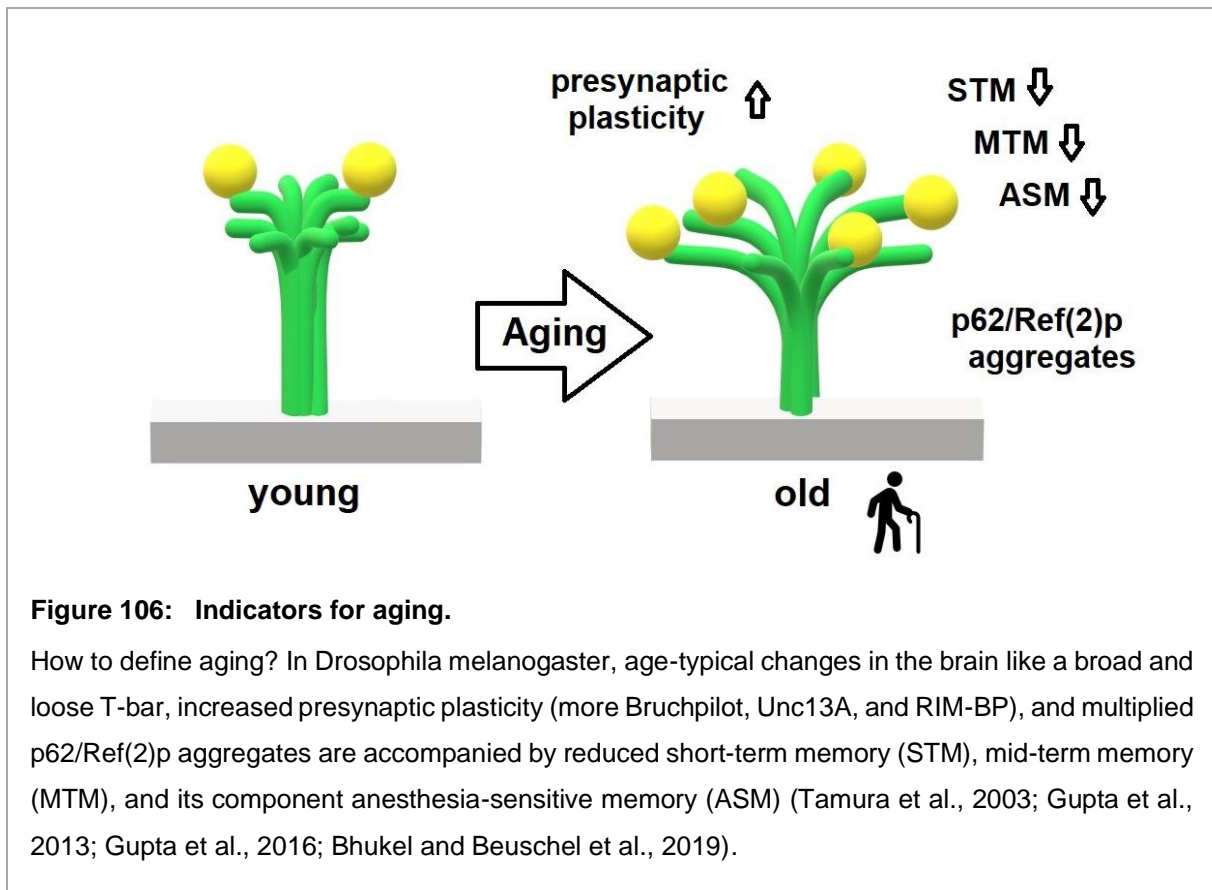 presynaptic
plasticity
STM
MTM
ASM
Aging
p62/Ref(2)p
aggregates
young
old
Figure 106: Indicators for aging.
How to define aging? In Drosophila melanogaster, age-typical changes in the brain like a broad and
loose T-bar, increased presynaptic plasticity (more Bruchpilot, Unc13A, and RIM-BP), and multiplied
p62/Ref(2)p aggregates are accompanied by reduced short-term memory (STM), mid-term memory
(MTM), and its component anesthesia-sensitive memory (ASM) (Tamura et al., 2003; Gupta et al.,
2013; Gupta et al., 2016; Bhukel and Beuschel et al., 2019).